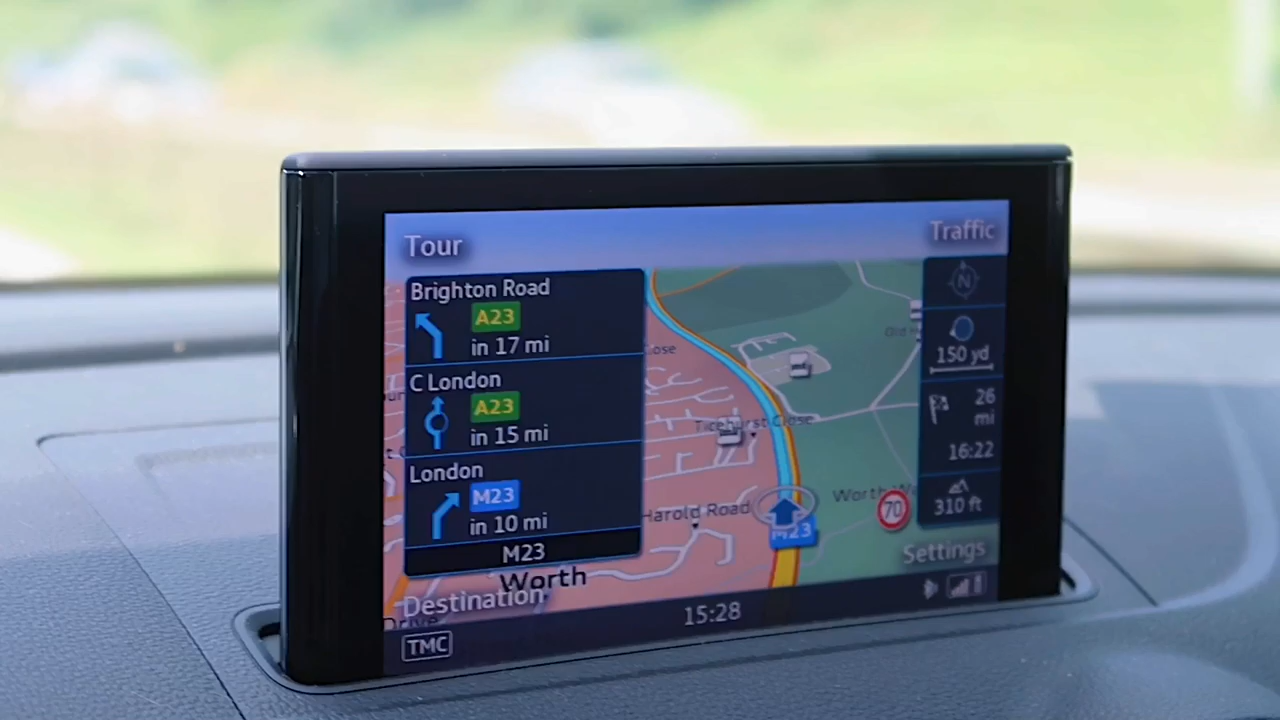 Tour
Traffic
Brighton Road
A23
in 17 mi
C London
A23
in 15 mi
London
M23
in 10 mi
M23
N
150 yd
26
mi
16:22
310 ft
Ticehurst Close
Harold Road
Worth
70
M23
Worth
Settings
Destination
Drive
15:28
TMC